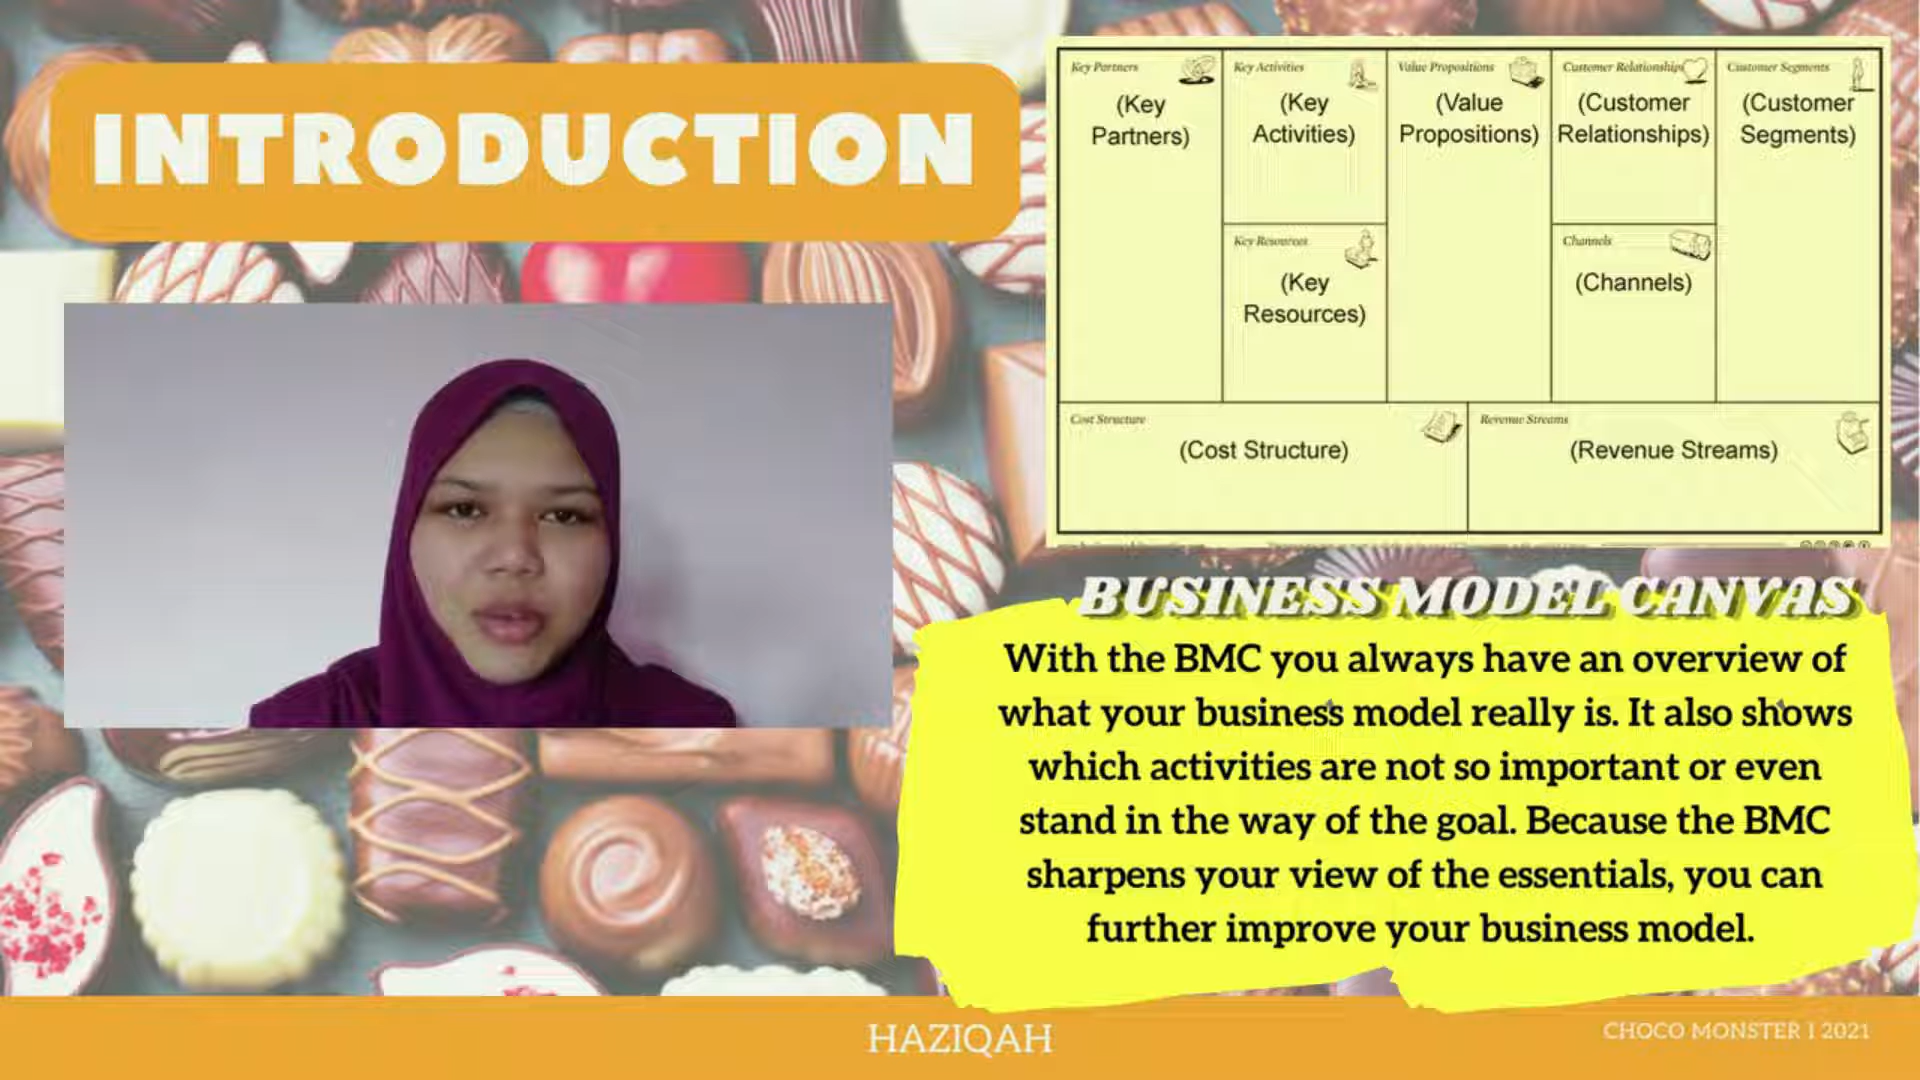 INTRODUCTION
Key Partners
(Key
Partners)
Key Activities
(Key
Activities)
Key Resources
(Key
Resources)
Value Propositions
(Value
Propositions)
Customer Relationships
(Customer
Relationships)
Channels
(Channels)
Customer Segments
(Customer
Segments)
Cost Structure
(Cost Structure)
Revenue Streams
(Revenue Streams)
BUSINESS MODEL CANVAS
With the BMC you always have an overview of
what your business model really is. It also shows
which activities are not so important or even
stand in the way of the goal. Because the BMC
sharpens your view of the essentials, you can
further improve your business model.
HAZIQAH
CHOCO MONSTER | 2021